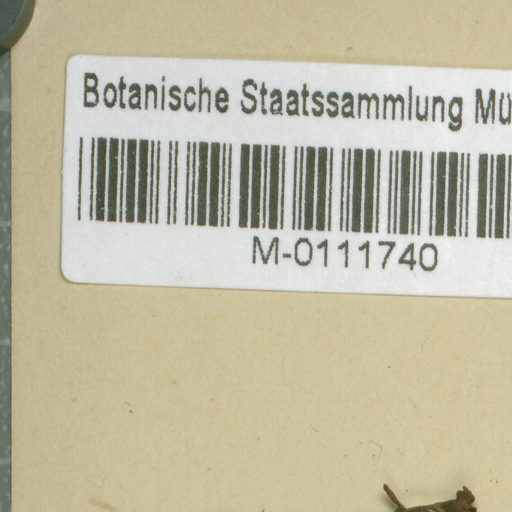 Botanische Staatssammlung Mü
M-0111740